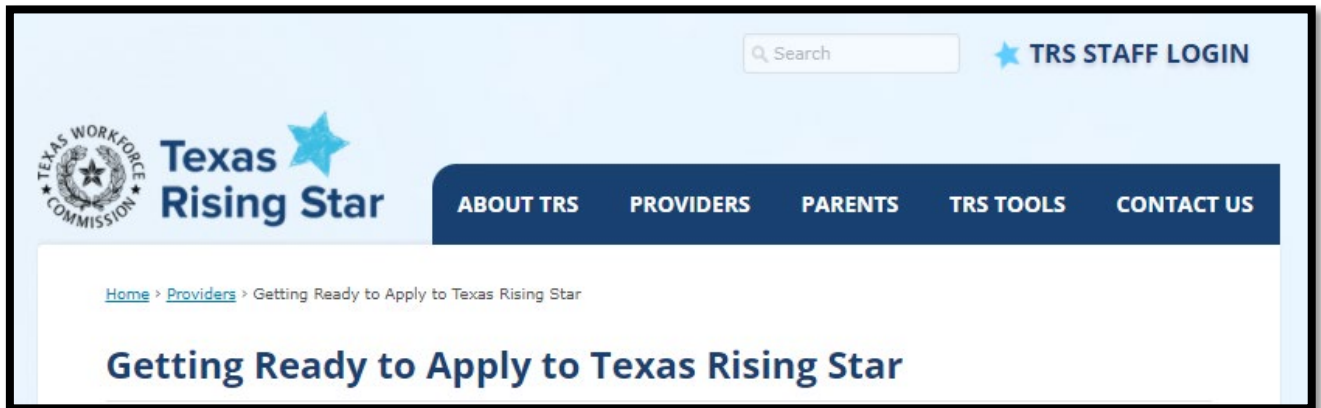 Search
TRS STAFF LOGIN
TEXAS WORKFORCE COMMISSION
Texas
Rising Star
ABOUT TRS PROVIDERS PARENTS TRS TOOLS CONTACT US
Home › Providers › Getting Ready to Apply to Texas Rising Star
Getting Ready to Apply to Texas Rising Star